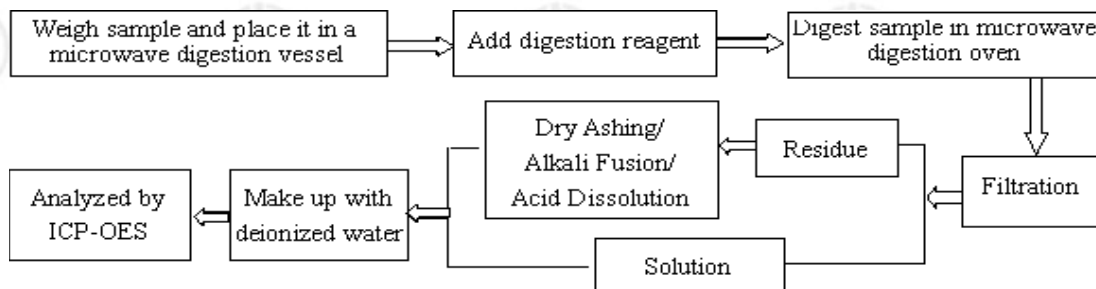 Weigh sample and place it in a
microwave digestion vessel
Add digestion reagent
Digest sample in microwave
digestion oven
Filtration
Residue
Dry Ashing/
Alkali Fusion/
Acid Dissolution
Solution
Make up with
deionized water
Analyzed by
ICP-OES